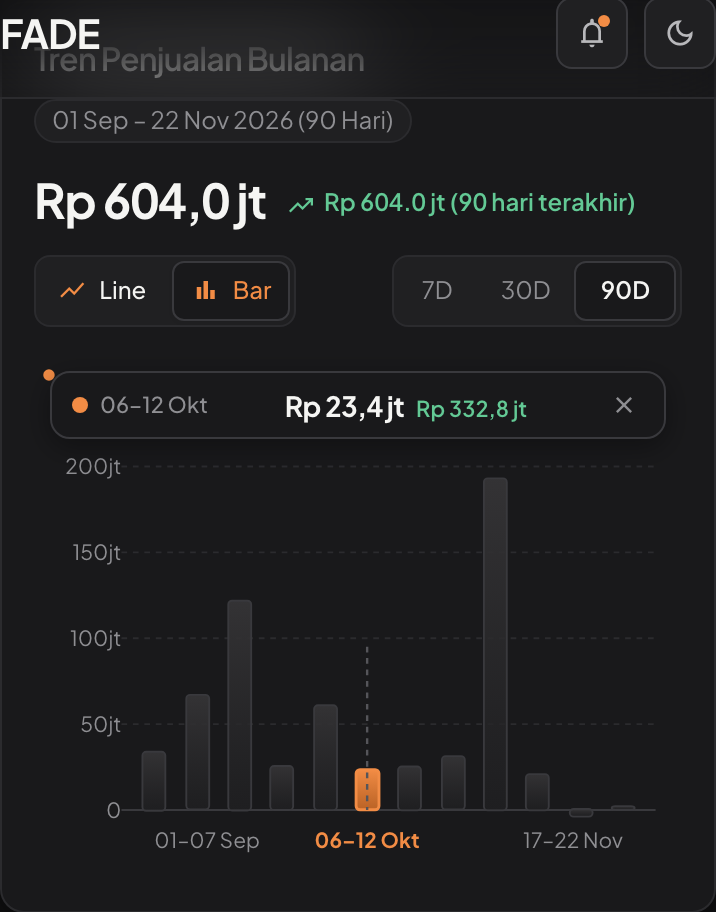 FADE
Tren Penjualan Bulanan
01 Sep – 22 Nov 2026 (90 Hari)
Rp 604,0 jt
Rp 604.0 jt (90 hari terakhir)
Line
Bar
7D
30D
90D
06–12 Okt
Rp 23,4 jt
Rp 332,8 jt
200jt
150jt
100jt
50jt
0
01–07 Sep
06–12 Okt
17–22 Nov